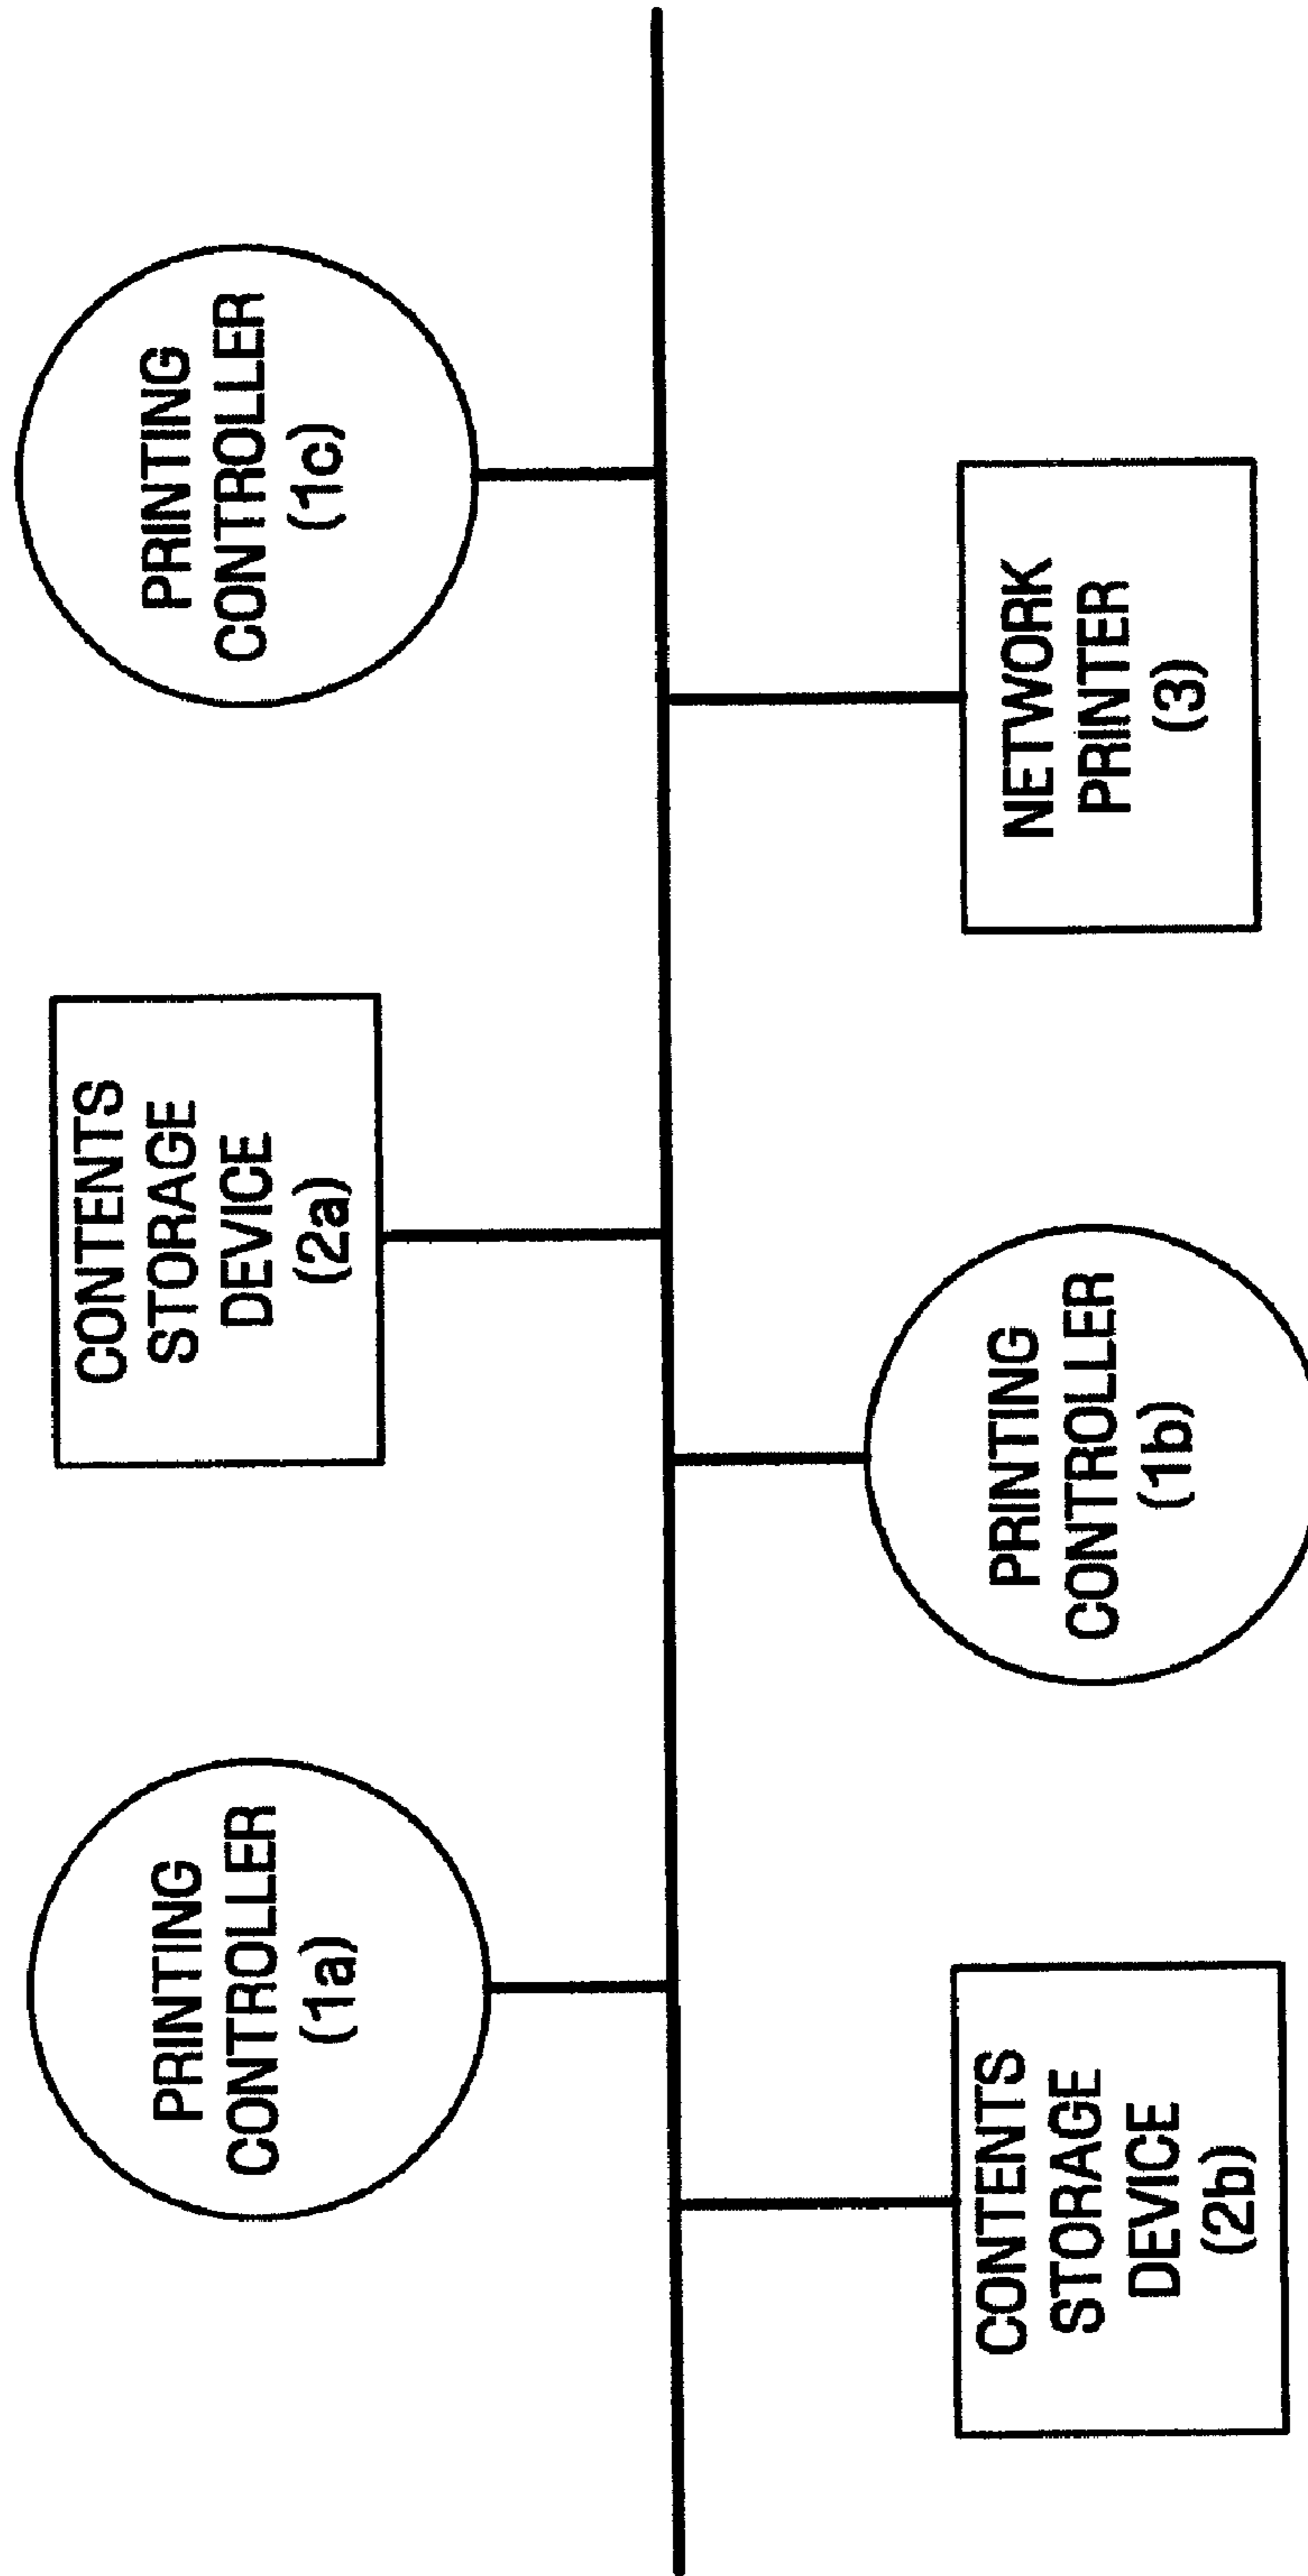 PRINTING
CONTROLLER
(1a)
CONTENTS
STORAGE
DEVICE
(2a)
PRINTING
CONTROLLER
(1c)
CONTENTS
STORAGE
DEVICE
(2b)
PRINTING
CONTROLLER
(1b)
NETWORK
PRINTER
(3)